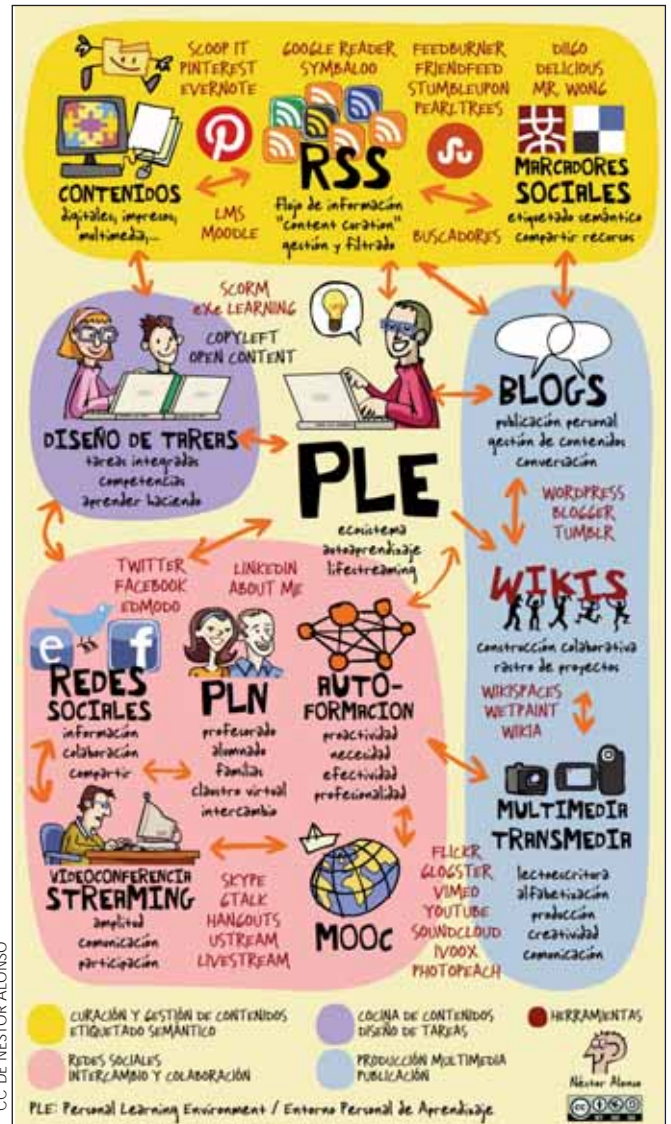 SCOOP IT
PINTEREST
EVERNOTE
GOOGLE READER
SYMBALOO
FEEDBURNER
FRIENDFEED
STUMBLEUPON
PEARLTREES
DIIGO
DELICIOUS
MR. WONG
CONTENIDOS
digitales, impresos,
multimedia,...
LMS
MOODLE
RSS
flujo de información
"content curation"
gestión y filtrado
BUSCADORES
MARCADORES
SOCIALES
etiquetado semántico
compartir recursos
SCORM
eXe LEARNING
COPYLEFT
OPEN CONTENT
DISEÑO DE TAREAS
tareas integradas
competencias
aprender haciendo
PLE
ecosistema
autoaprendizaje
lifestreaming
BLOGS
publicación personal
gestión de contenidos
conversación
WORDPRESS
BLOGGER
TUMBLR
WIKIS
construcción colaborativa
rastro de proyectos
WIKISPACES
WETPAINT
WIKIA
TWITTER
FACEBOOK
EDMODO
LINKEDIN
ABOUT ME
e
f
REDES
SOCIALES
información
colaboración
compartir
PLN
profesorado
alumnado
familias
claustro virtual
intercambio
AUTO-
FORMACION
proactividad
necesidad
efectividad
profesionalidad
VIDEOCONFERENCIA
STREAMING
amplitud
comunicación
participación
SKYPE
GTALK
HANGOUTS
USTREAM
LIVESTREAM
MOOC
FLICKR
GLOGSTER
VIMEO
YOUTUBE
SOUNDCLOUD
IVOOX
PHOTOPEACH
MULTIMEDIA
TRANSMEDIA
lectoescritura
alfabetización
producción
creatividad
comunicación
CURACIÓN Y GESTIÓN DE CONTENIDOS
ETIQUETADO SEMÁNTICO
COCINA DE CONTENIDOS
DISEÑO DE TAREAS
HERRAMIENTAS
REDES SOCIALES
INTERCAMBIO Y COLABORACIÓN
PRODUCCIÓN MULTIMEDIA
PUBLICACIÓN
Néstor Alonso
PLE: Personal Learning Environment / Entorno Personal de Aprendizaje
CC DE NÉSTOR ALONSO